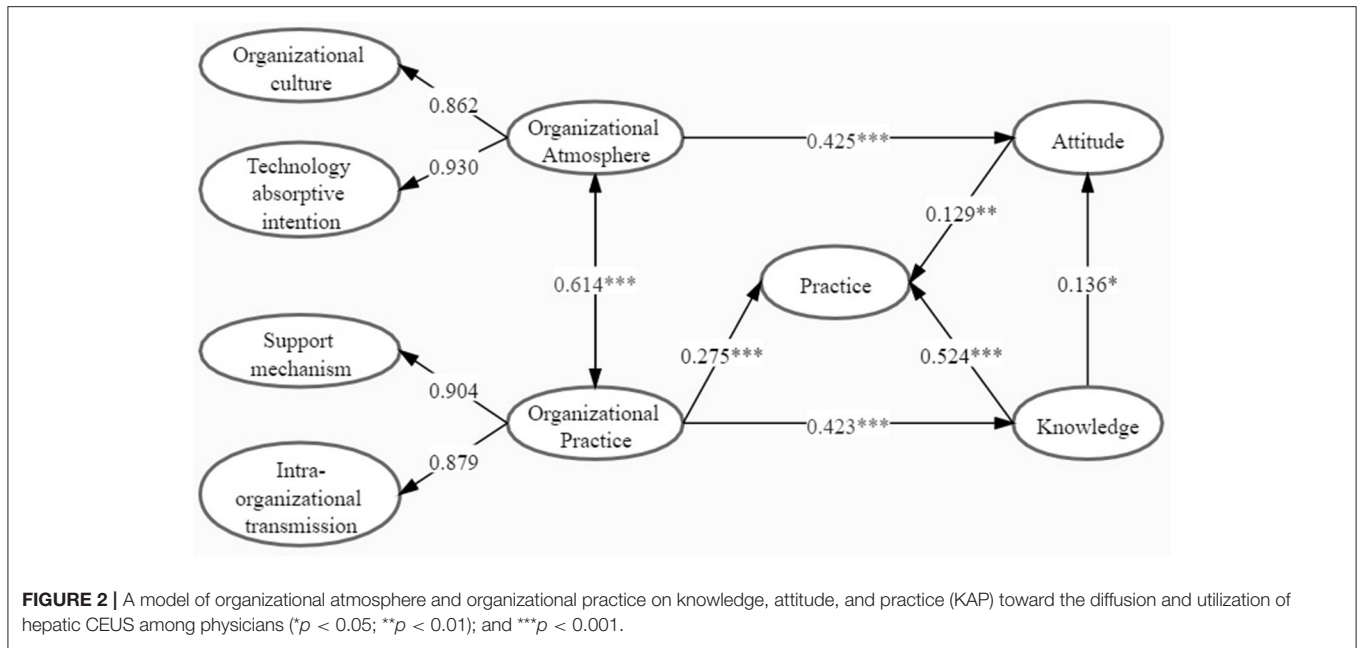 Organizational
culture
0.862
Organizational
Atmosphere
0.425***
Attitude
Technology
absorptive
intention
0.930
0.129**
0.614***
Practice
0.136*
Support
mechanism
0.275***
0.524***
0.904
Organizational
Practice
0.423***
Knowledge
0.879
Intra-
organizational
transmission
FIGURE 2 | A model of organizational atmosphere and organizational practice on knowledge, attitude, and practice (KAP) toward the diffusion and utilization of
hepatic CEUS among physicians (*p < 0.05; **p < 0.01); and ***p < 0.001.